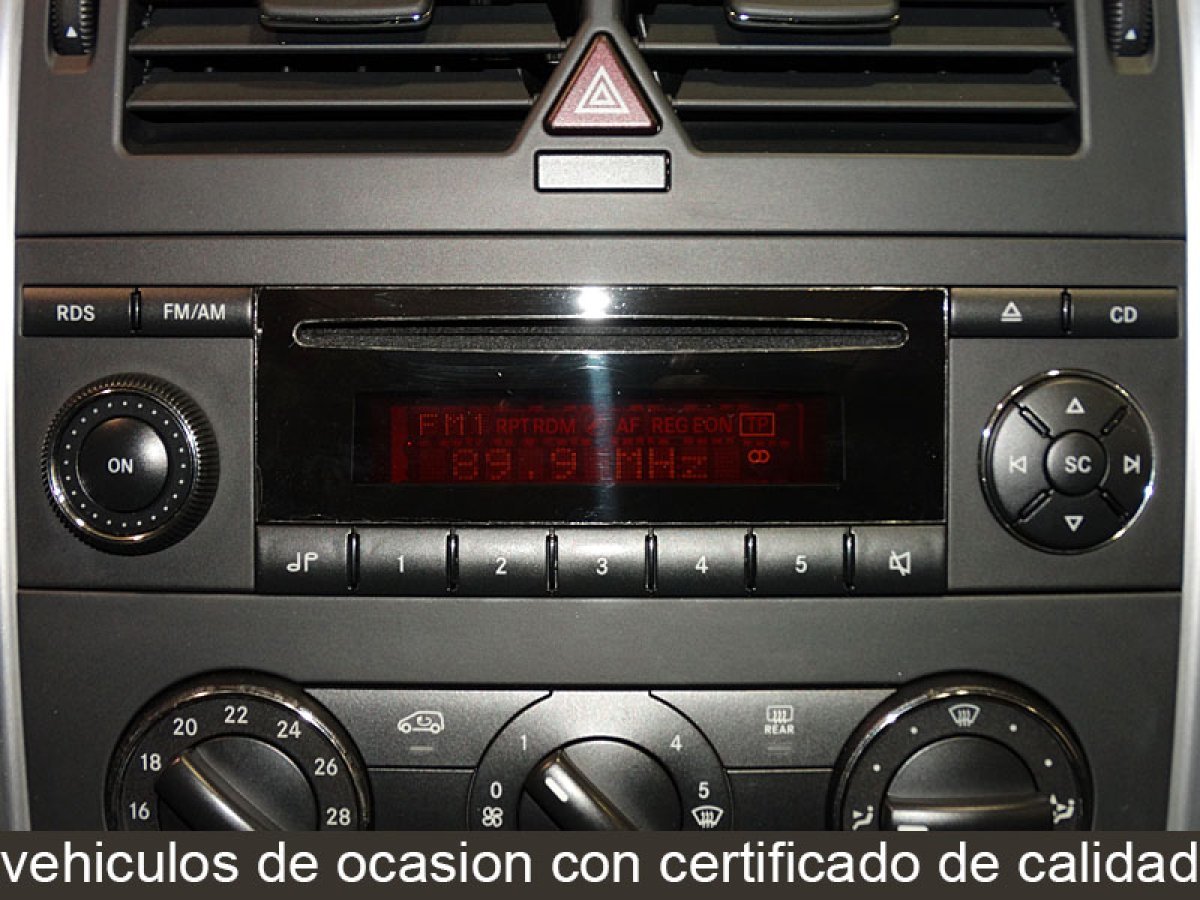 RDS FM/AM CD
FM1 RPT RDM AF REG EON TP
89.9 MHz
ON
SC
1 2 3 4 5
16 18 20 22 24 26 28
0 1 4 5
REAR
vehiculos de ocasion con certificado de calidad